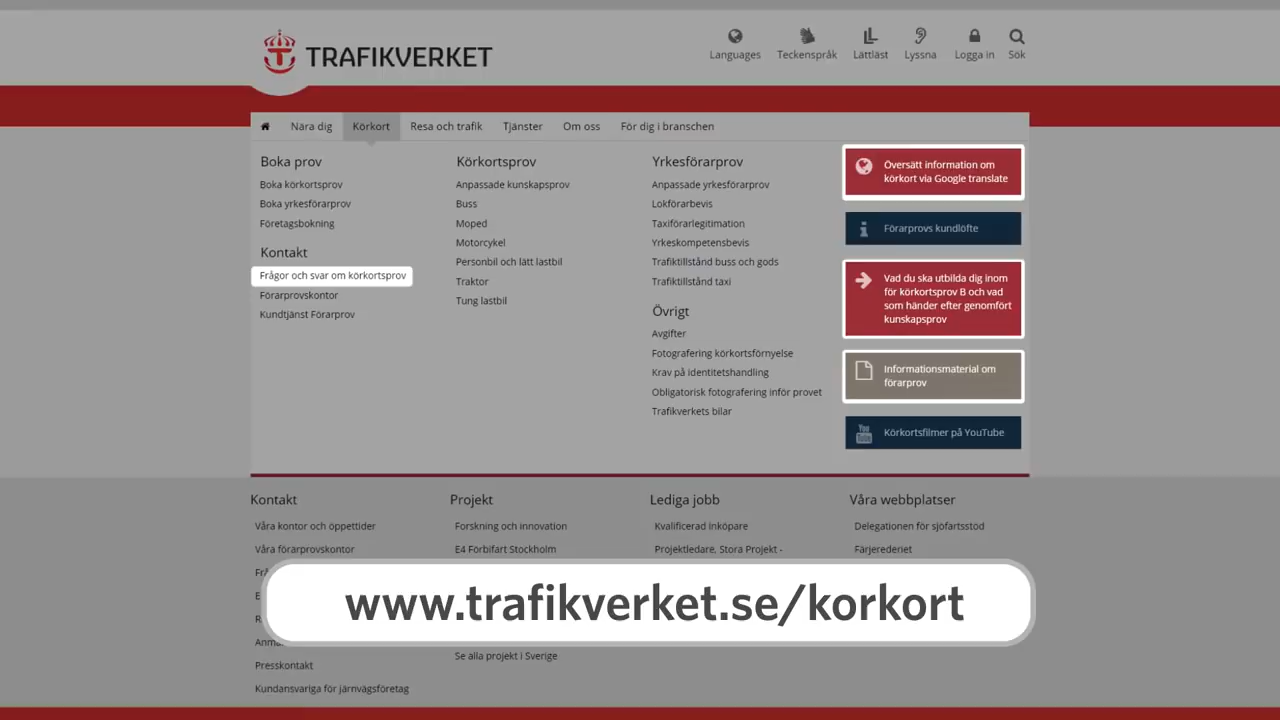 TRAFIKVERKET
Languages
Teckenspråk
Lättläst
Lyssna
Logga in
Sök
Nära dig
Körkort
Resa och trafik
Tjänster
Om oss
För dig i branschen
Boka prov
Boka körkortsprov
Boka yrkesförarprov
Företagsbokning
Kontakt
Frågor och svar om körkortsprov
Förarprovskontor
Kundtjänst Förarprov
Körkortsprov
Anpassade kunskapsprov
Buss
Moped
Motorcykel
Personbil och lätt lastbil
Traktor
Tung lastbil
Yrkesförarprov
Anpassade yrkesförarprov
Lokförarbevis
Taxiförarlegitimation
Yrkeskompetensbevis
Trafiktillstånd buss och gods
Trafiktillstånd taxi
Övrigt
Avgifter
Fotografering körkortsförnyelse
Krav på identitetshandling
Obligatorisk fotografering inför provet
Trafikverkets bilar
Översätt information om
körkort via Google translate
Förarprovs kundlöfte
Vad du ska utbilda dig inom
för körkortsprov B och vad
som händer efter genomfört
kunskapsprov
Informationsmaterial om
förarprov
You
Tube
Körkortsfilmer på YouTube
Kontakt
Våra kontor och öppettider
Våra förarprovskontor
Presskontakt
Kundansvariga för järnvägsföretag
Projekt
Forskning och innovation
E4 Förbifart Stockholm
Se alla projekt i Sverige
Lediga jobb
Kvalificerad inköpare
Projektledare, Stora Projekt -
Våra webbplatser
Delegationen för sjöfartsstöd
Färjerederiet
www.trafikverket.se/korkort